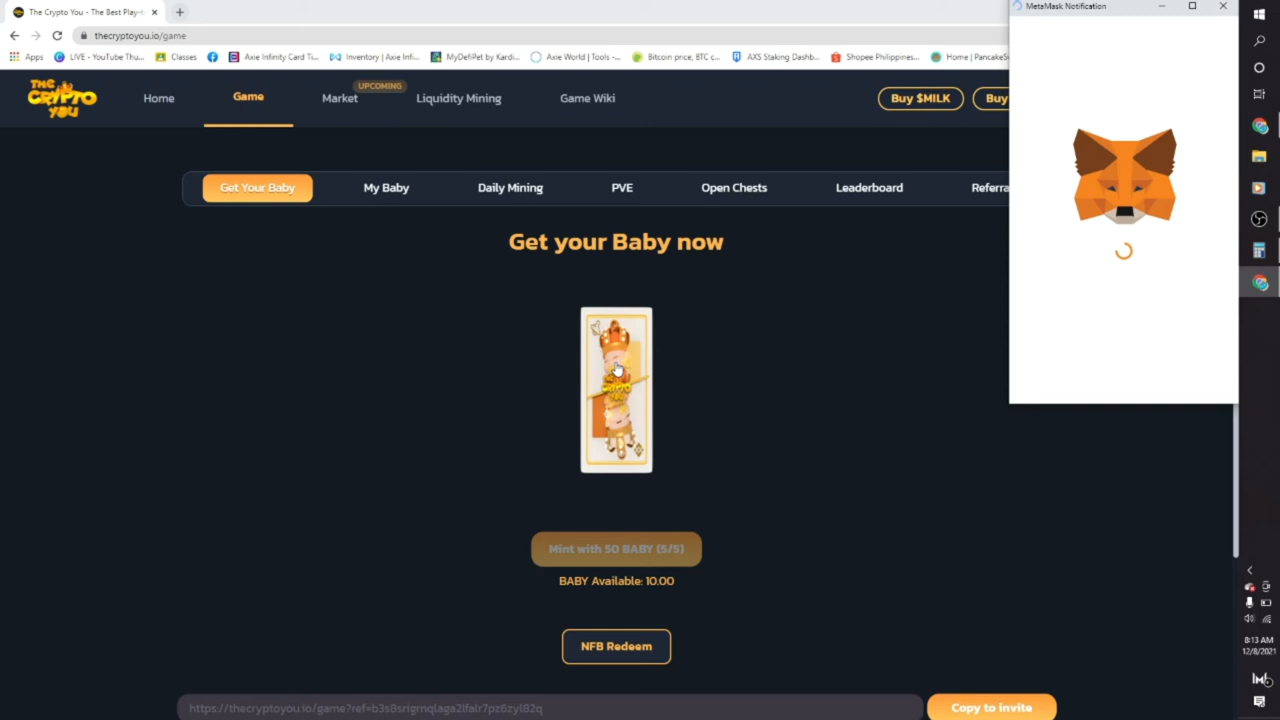 The Crypto You - The Best Play-t
MetaMask Notification
thecryptoyou.io/game
Apps
LIVE - YouTube Thu...
Classes
Axie Infinity Card Ti...
Inventory | Axie Infi...
MyDefiPet by Kardi...
Axie World | Tools -...
Bitcoin price, BTC c...
AXS Staking Dashb...
Shopee Philippines...
Home | PancakeS
THE CRYPTO YOU
Home
Game
Market
UPCOMING
Liquidity Mining
Game Wiki
Buy $MILK
Buy
Get Your Baby
My Baby
Daily Mining
PVE
Open Chests
Leaderboard
Referra
Get your Baby now
CRYPTO
Mint with 50 BABY (5/5)
BABY Available: 10.00
NFB Redeem
Copy to invite
8:13 AM
12/8/2021